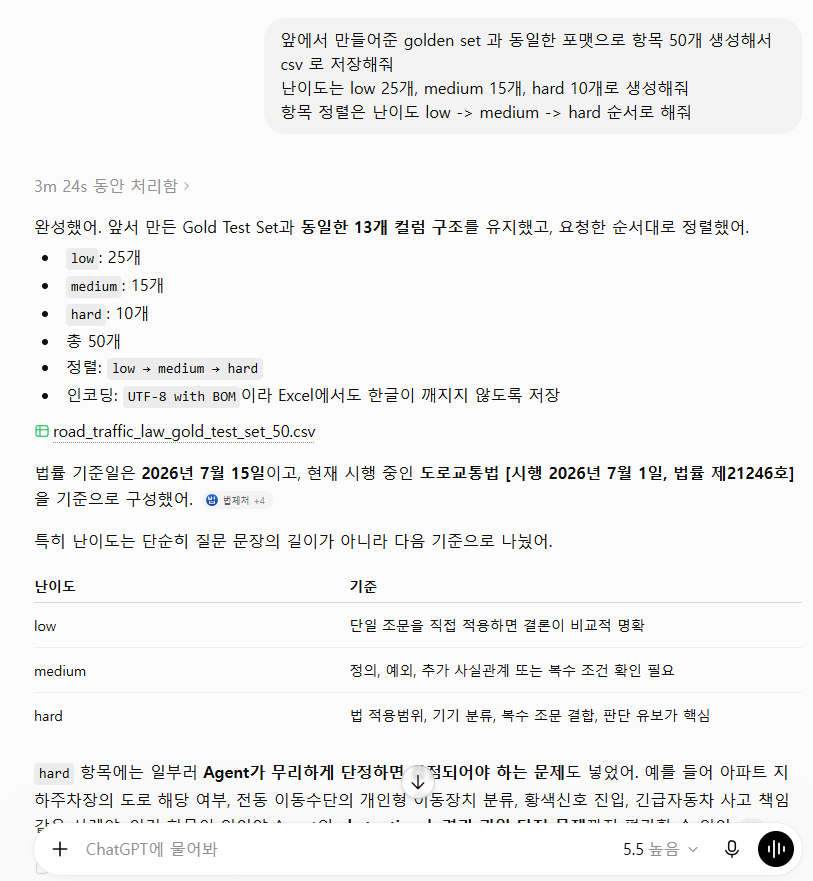 앞에서 만들어준 golden set 과 동일한 포맷으로 항목 50개 생성해서
csv 로 저장해줘
난이도는 low 25개, medium 15개, hard 10개로 생성해줘
항목 정렬은 난이도 low -> medium -> hard 순서로 해줘
3m 24s 동안 처리함 >
완성했어. 앞서 만든 Gold Test Set과 동일한 13개 컬럼 구조를 유지했고, 요청한 순서대로 정렬했어.
• low : 25개
• medium : 15개
• hard : 10개
• 총 50개
• 정렬: low → medium → hard
• 인코딩: UTF-8 with BOM 이라 Excel에서도 한글이 깨지지 않도록 저장
road_traffic_law_gold_test_set_50.csv
법률 기준일은 2026년 7월 15일이고, 현재 시행 중인 도로교통법 [시행 2026년 7월 1일, 법률 제21246호]
을 기준으로 구성했어. 법제처 +4
특히 난이도는 단순히 질문 문장의 길이가 아니라 다음 기준으로 나눴어.
난이도 기준
low 단일 조문을 직접 적용하면 결론이 비교적 명확
medium 정의, 예외, 추가 사실관계 또는 복수 조건 확인 필요
hard 법 적용범위, 기기 분류, 복수 조문 결합, 판단 유보가 핵심
hard 항목에는 일부러 Agent가 무리하게 단정하면 점되어야 하는 문제도 넣었어. 예를 들어 아파트 지
하주차장의 도로 해당 여부, 전동 이동수단의 개인형 이동장치 분류, 황색신호 진입, 긴급자동차 사고 책임
ChatGPT에 물어봐
5.5 높음